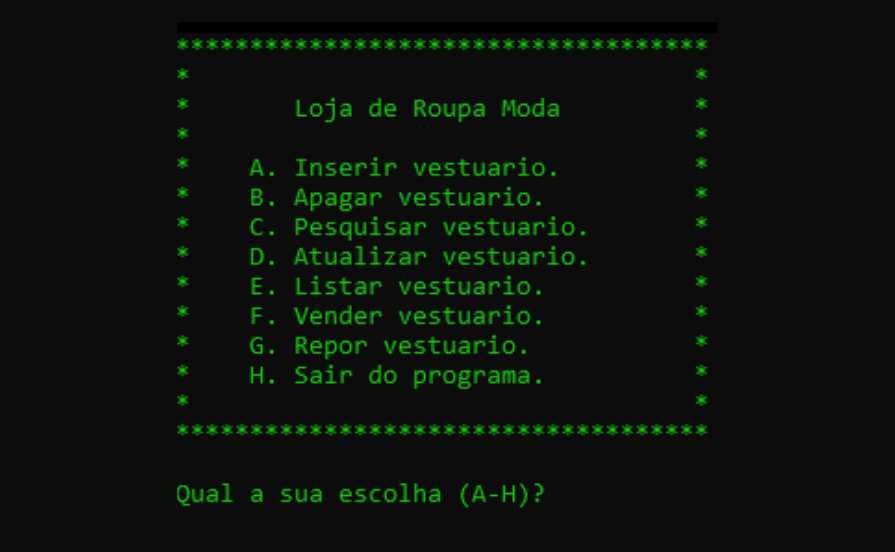 ************************************
*                                  *
*       Loja de Roupa Moda         *
*                                  *
*    A. Inserir vestuario.         *
*    B. Apagar vestuario.          *
*    C. Pesquisar vestuario.       *
*    D. Atualizar vestuario.       *
*    E. Listar vestuario.          *
*    F. Vender vestuario.          *
*    G. Repor vestuario.           *
*    H. Sair do programa.          *
*                                  *
************************************
Qual a sua escolha (A-H)?